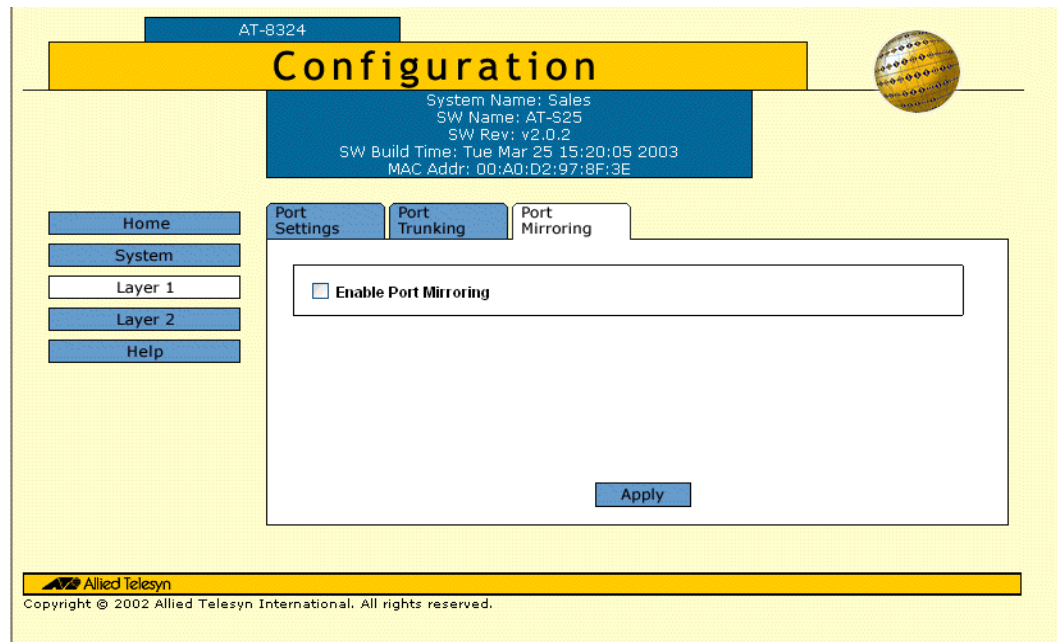 AT-8324
Configuration
System Name: Sales
SW Name: AT-S25
SW Rev: v2.0.2
SW Build Time: Tue Mar 25 15:20:05 2003
MAC Addr: 00:A0:D2:97:8F:3E
Home
System
Layer 1
Layer 2
Help
Port
Settings
Port
Trunking
Port
Mirroring
Enable Port Mirroring
Apply
Allied Telesyn
Copyright © 2002 Allied Telesyn International. All rights reserved.